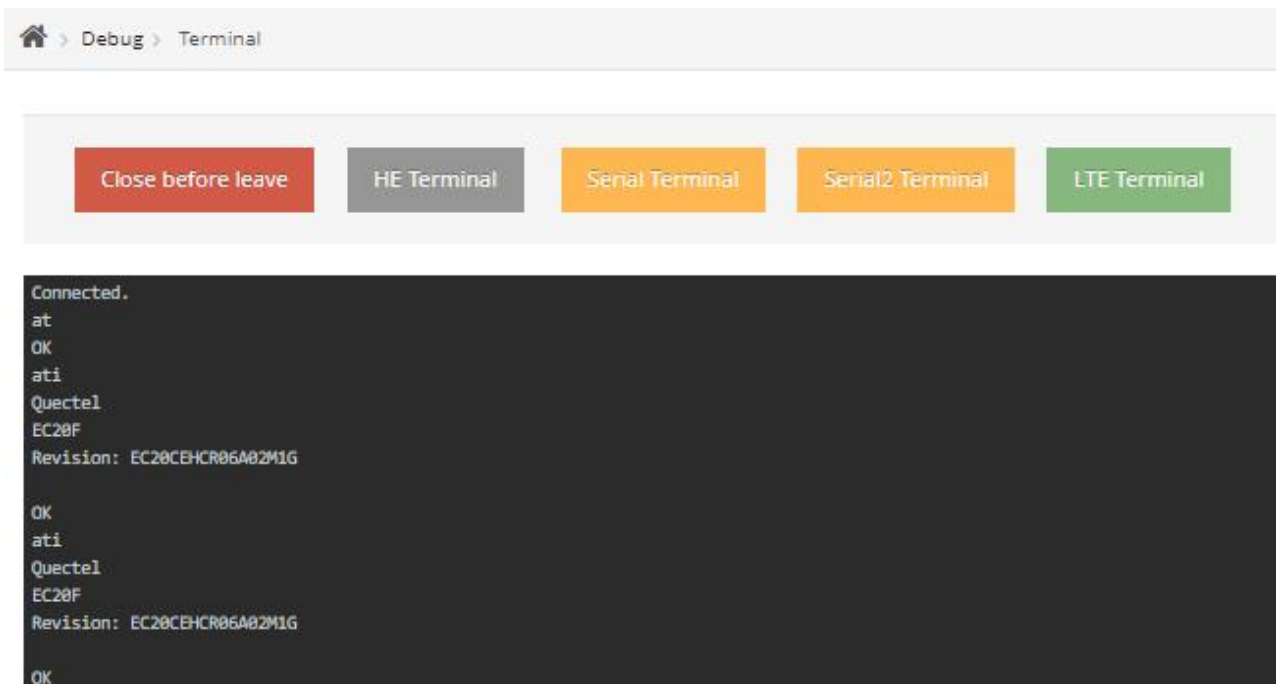 Debug > Terminal
Close before leave
HE Terminal
Serial Terminal
Serial2 Terminal
LTE Terminal
Connected.
at
OK
ati
Quectel
EC20F
Revision: EC20CEHCR06A02M1G
OK
ati
Quectel
EC20F
Revision: EC20CEHCR06A02M1G
OK